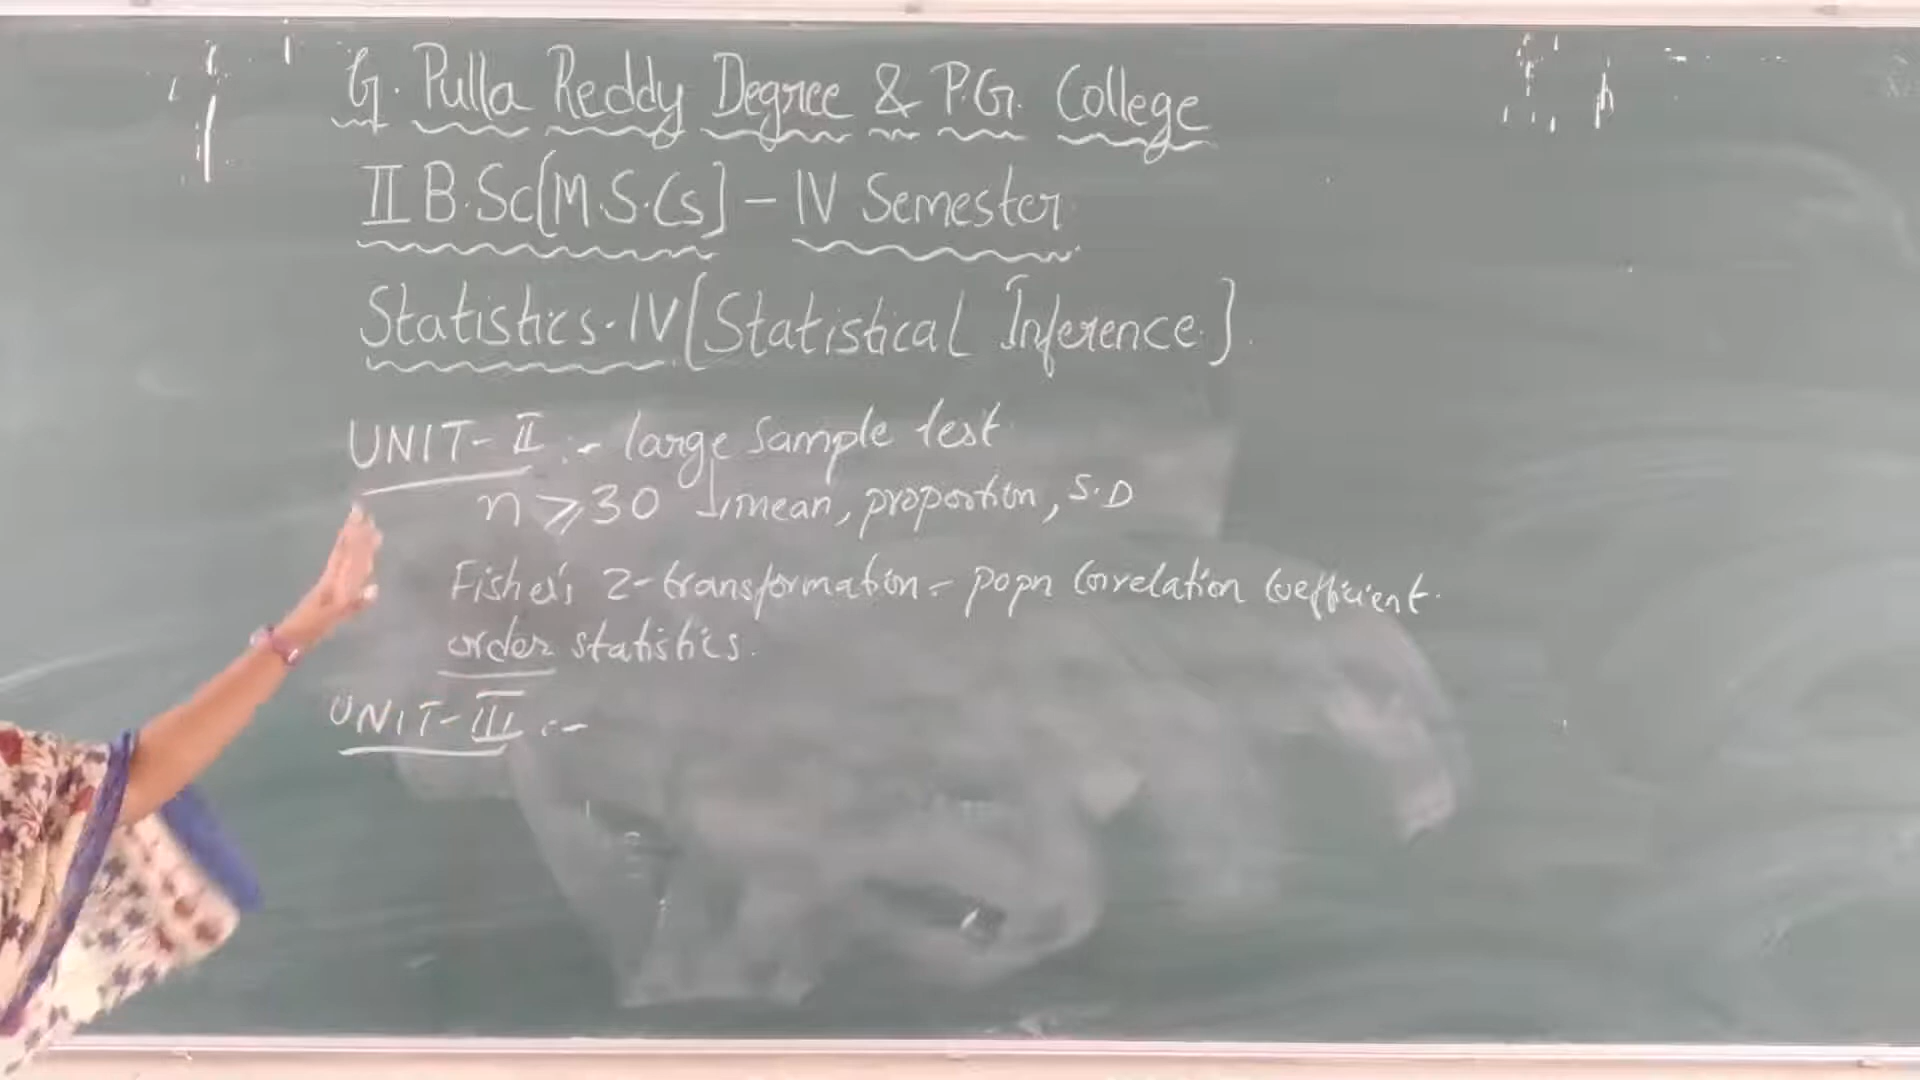 G. Pulla Reddy Degree & P.G. College
II B.Sc[M.S.Cs] - IV Semester
Statistics-IV[Statistical Inference.]
UNIT-II :- large sample test
n ≥ 30 ↳ mean, proportion, S.D
Fisher's Z-transformation - popn Correlation Coefficient.
order statistics.
UNIT-III :-